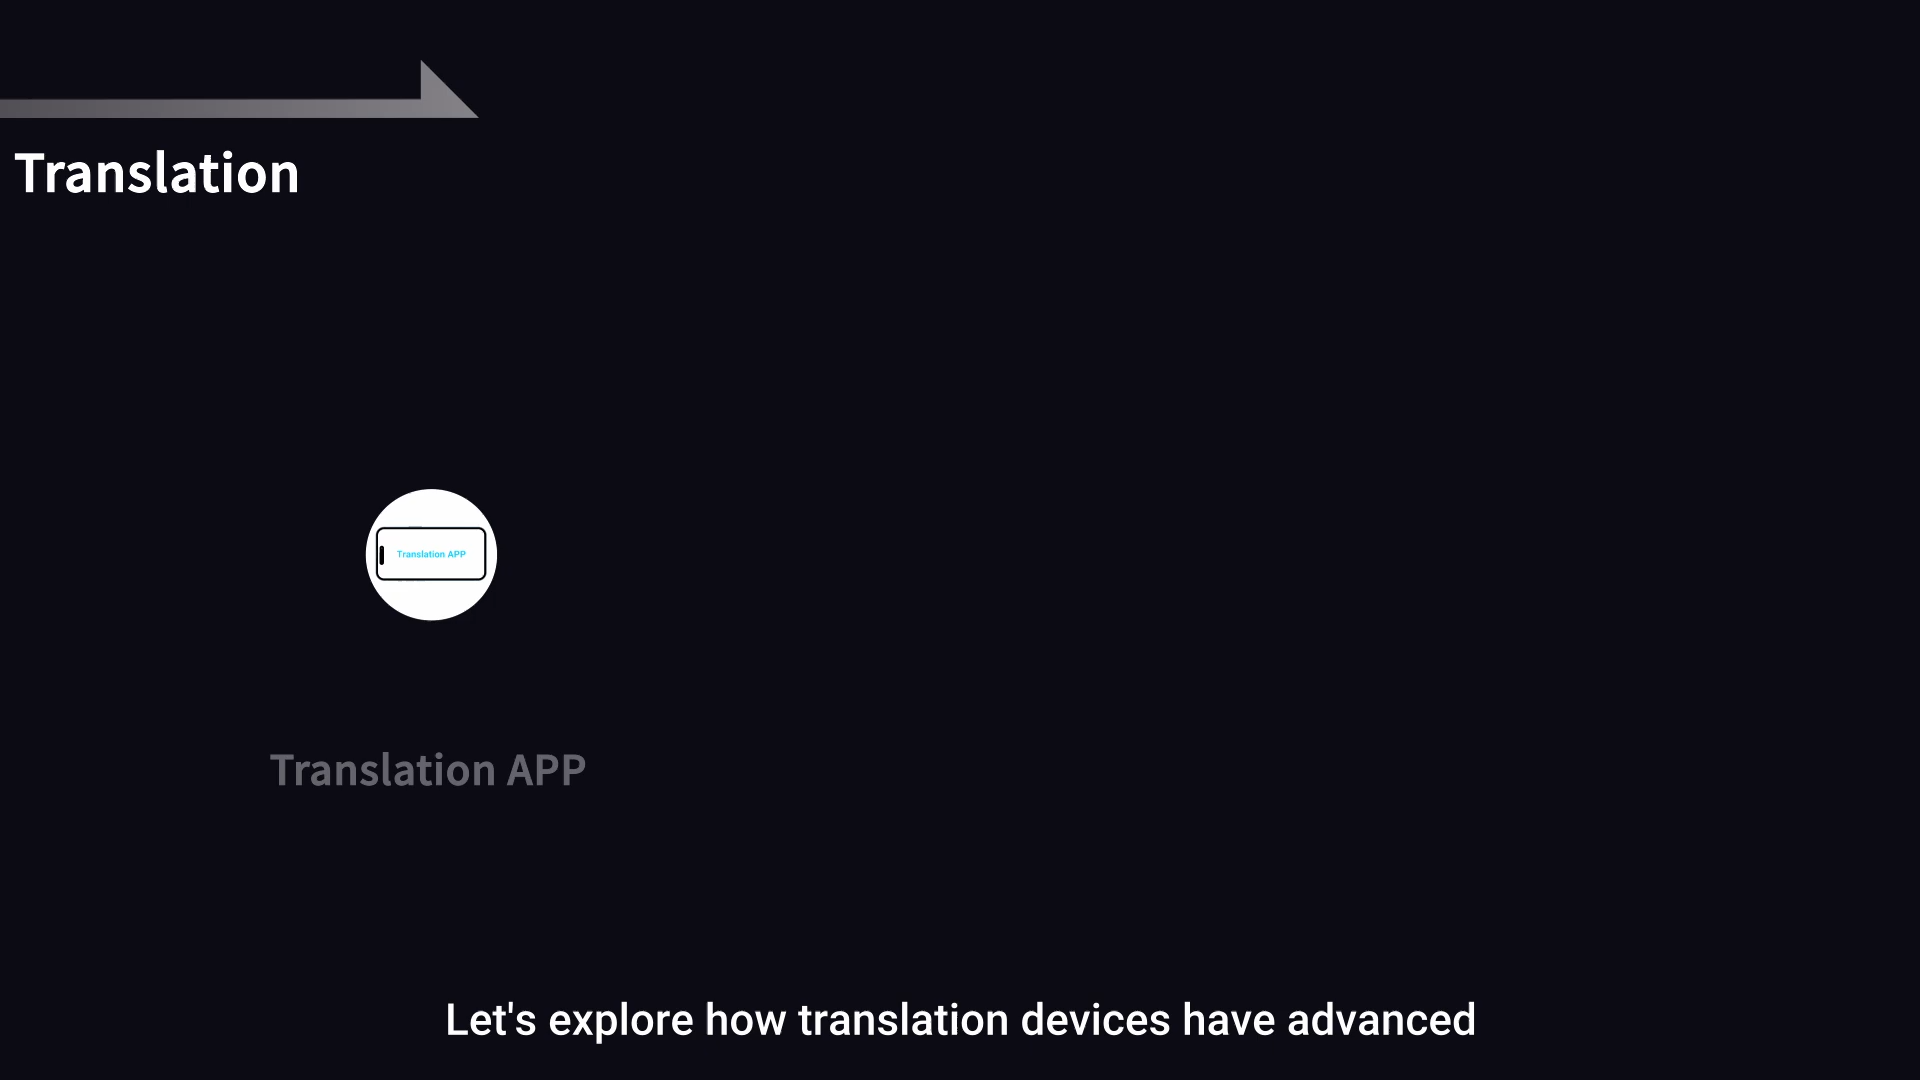 Translation
Translation APP
Translation APP
Let's explore how translation devices have advanced